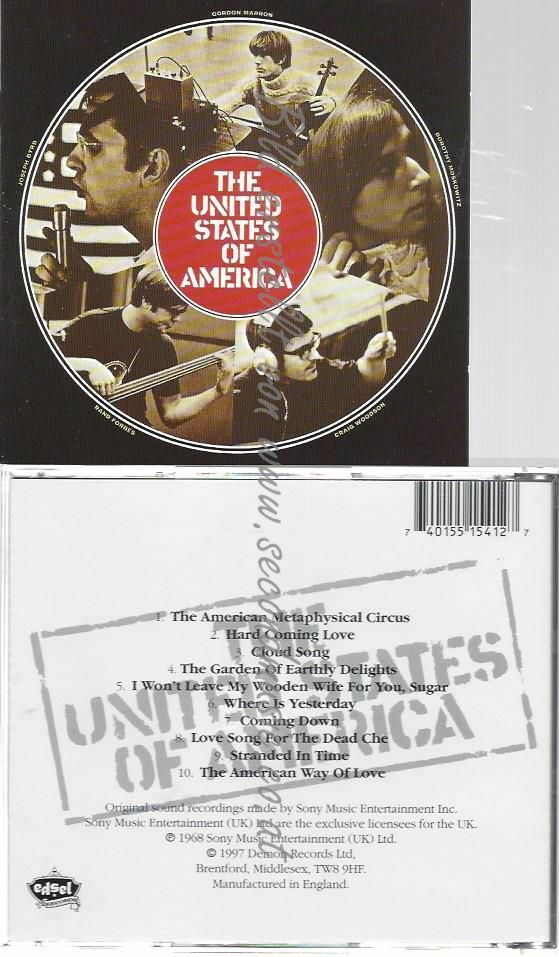 GORDON MARRON
JOSEPH BYRD
DOROTHY MOSKOWITZ
THE
UNITED
STATES
OF
AMERICA
RAND FORBES
CRAIG WOODSON
www.secondmusic.at
7 40155 15412 7
THE
UNITED STATES
OF AMERICA
1. The American Metaphysical Circus
2. Hard Coming Love
3. Cloud Song
4. The Garden Of Earthly Delights
5. I Won't Leave My Wooden Wife For You, Sugar
6. Where Is Yesterday
7. Coming Down
8. Love Song For The Dead Che
9. Stranded In Time
10. The American Way Of Love
Original sound recordings made by Sony Music Entertainment Inc.
Sony Music Entertainment (UK) Ltd are the exclusive licensees for the UK.
℗ 1968 Sony Music Entertainment (UK) Ltd.
© 1997 Demon Records Ltd,
Brentford, Middlesex, TW8 9HF.
Manufactured in England.
edsel
RECORDS